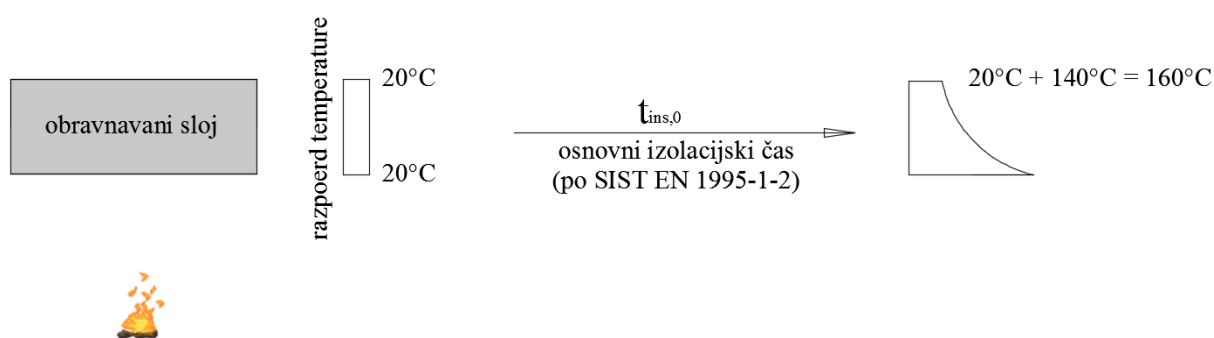 obravnavani sloj
razpoerd temperature
20°C
20°C
tins,0
osnovni izolacijski čas
(po SIST EN 1995-1-2)
20°C + 140°C = 160°C